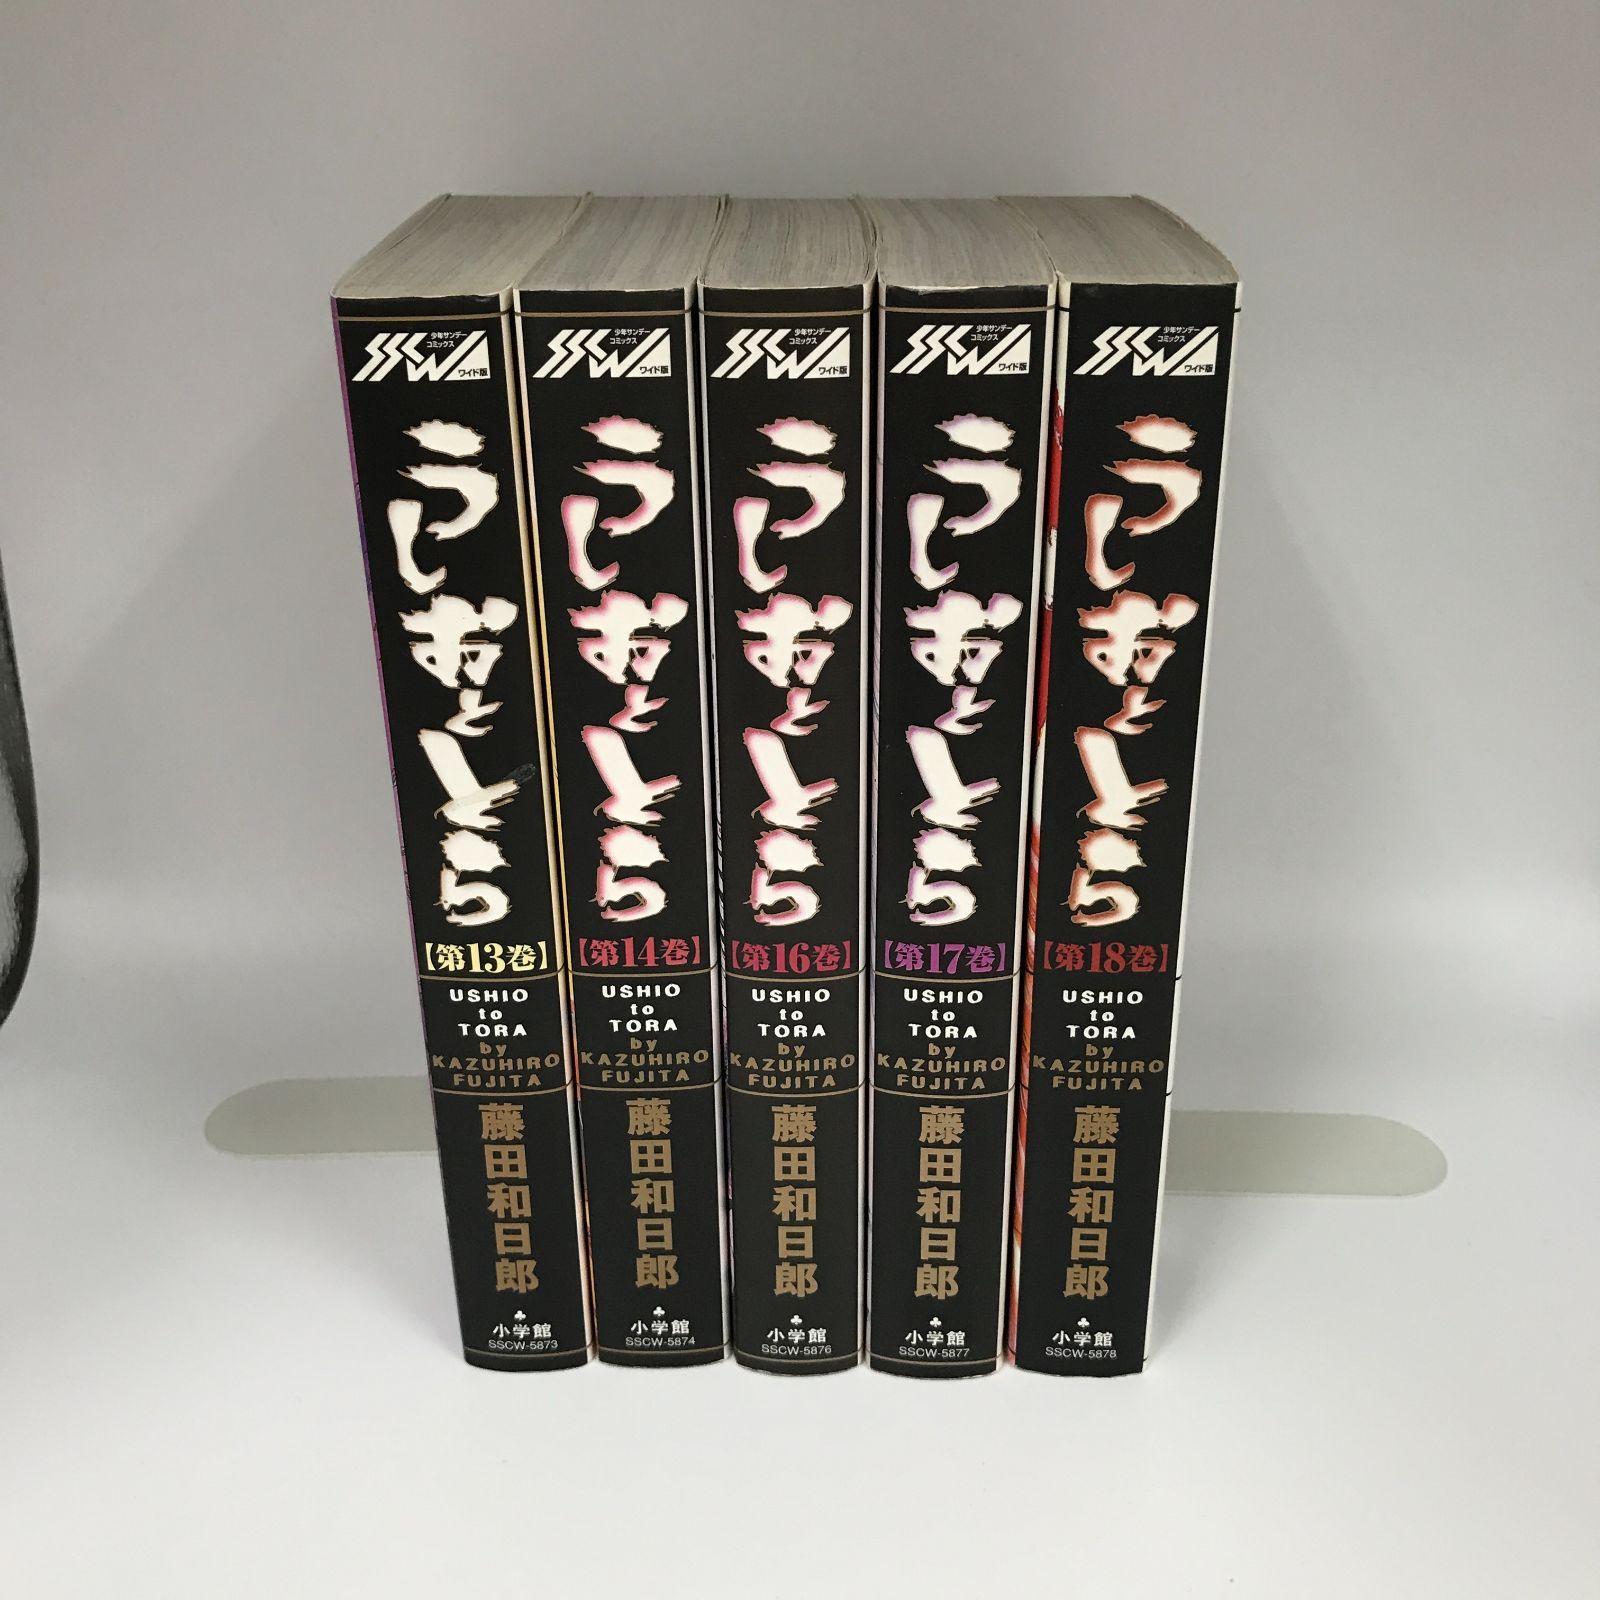 SSCW
少年サンデー
コミックス
ワイド版
うしおととら
【第13巻】
USHIO
to
TORA
by
KAZUHIRO
FUJITA
藤田和日郎
小学館
SSCW-5873
SSCW
少年サンデー
コミックス
ワイド版
うしおととら
【第14巻】
USHIO
to
TORA
by
KAZUHIRO
FUJITA
藤田和日郎
小学館
SSCW-5874
SSCW
少年サンデー
コミックス
ワイド版
うしおととら
【第16巻】
USHIO
to
TORA
by
KAZUHIRO
FUJITA
藤田和日郎
小学館
SSCW-5876
SSCW
少年サンデー
コミックス
ワイド版
うしおととら
【第17巻】
USHIO
to
TORA
by
KAZUHIRO
FUJITA
藤田和日郎
小学館
SSCW-5877
SSCW
少年サンデー
コミックス
ワイド版
うしおととら
【第18巻】
USHIO
to
TORA
by
KAZUHIRO
FUJITA
藤田和日郎
小学館
SSCW-5878